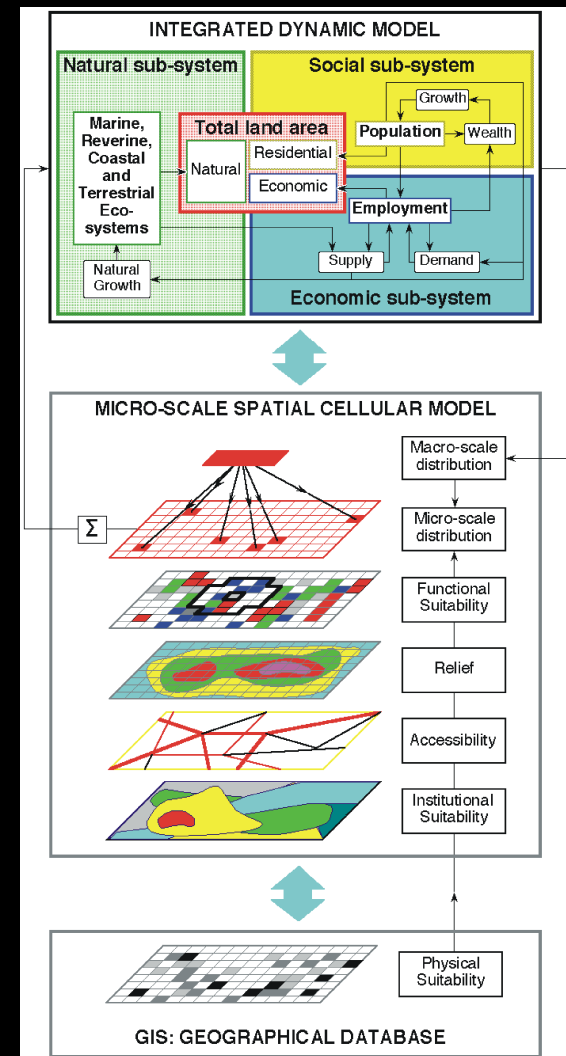 INTEGRATED DYNAMIC MODEL
Natural sub-system
Social sub-system
Growth
Marine,
Reverine,
Coastal
and
Terrestrial
Eco-
systems
Total land area
Population
Wealth
Natural
Residential
Economic
Employment
Natural
Growth
Supply
Demand
Economic sub-system
MICRO-SCALE SPATIAL CELLULAR MODEL
Macro-scale
distribution
Σ
Micro-scale
distribution
Functional
Suitability
Relief
Accessibility
Institutional
Suitability
Physical
Suitability
GIS: GEOGRAPHICAL DATABASE